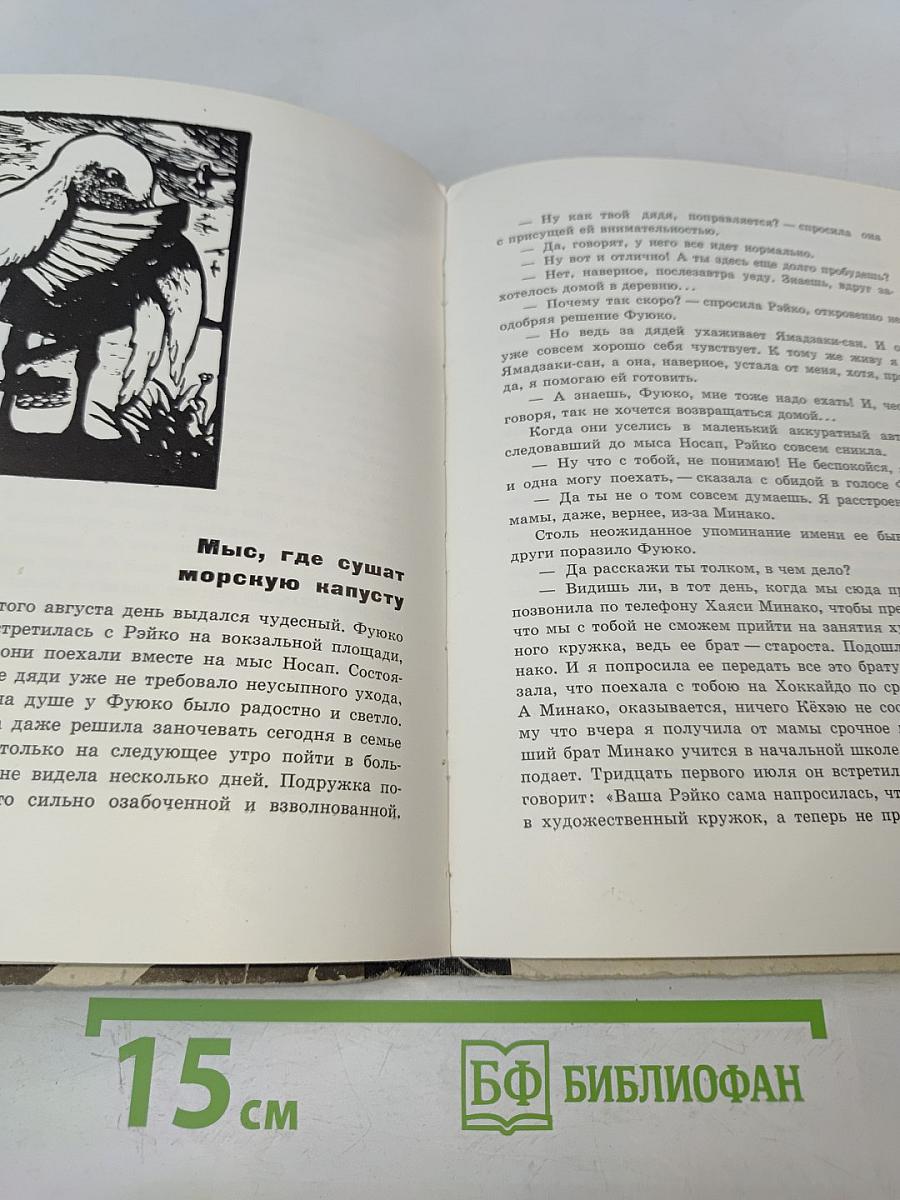 Мыс, где сушат
морскую капусту
того августа день выдался чудесный. Фуюко
стретилась с Рэйко на вокзальной площади,
они поехали вместе на мыс Носап. Состоя-
е дяди уже не требовало неусыпного ухода,
на душе у Фуюко было радостно и светло.
а даже решила заночевать сегодня в семье
только на следующее утро пойти в боль-
не видела несколько дней. Подружка по-
то сильно озабоченной и взволнованной.
— Ну как твой дядя, поправляется? — спросила она
с присущей ей внимательностью.
— Да, говорят, у него все идет нормально.
— Ну вот и отлично! А ты здесь еще долго пробудешь?
— Нет, наверное, послезавтра уеду. Знаешь, вдруг за-
хотелось домой в деревню...
— Почему так скоро? — спросила Рэйко, откровенно не
одобряя решение Фуюко.
— Но ведь за дядей ухаживает Ямадзаки-сан. И о
уже совсем хорошо себя чувствует. К тому же живу я
Ямадзаки-сан, а она, наверное, устала от меня, хотя, пр
да, я помогаю ей готовить.
— А знаешь, Фуюко, мне тоже надо ехать! И, чес
говоря, так не хочется возвращаться домой...
Когда они уселись в маленький аккуратный авт
следовавший до мыса Носап, Рэйко совсем сникла.
— Ну что с тобой, не понимаю! Не беспокойся,
и одна могу поехать, — сказала с обидой в голосе Ф
— Да ты не о том совсем думаешь. Я расстроен
мамы, даже, вернее, из-за Минако.
Столь неожиданное упоминание имени ее быв
други поразило Фуюко.
— Да расскажи ты толком, в чем дело?
— Видишь ли, в тот день, когда мы сюда пр
позвонила по телефону Хаяси Минако, чтобы пре
что мы с тобой не сможем прийти на занятия ху
ного кружка, ведь ее брат — староста. Подошл
нако. И я попросила ее передать все это брату
зала, что поехала с тобою на Хоккайдо по ср
А Минако, оказывается, ничего Кёхэю не соо
му что вчера я получила от мамы срочное п
ший брат Минако учится в начальной школе
подает. Тридцать первого июля он встретил
говорит: «Ваша Рэйко сама напросилась, чт
в художественный кружок, а теперь не пр
15 см
БФ БИБЛИОФАН